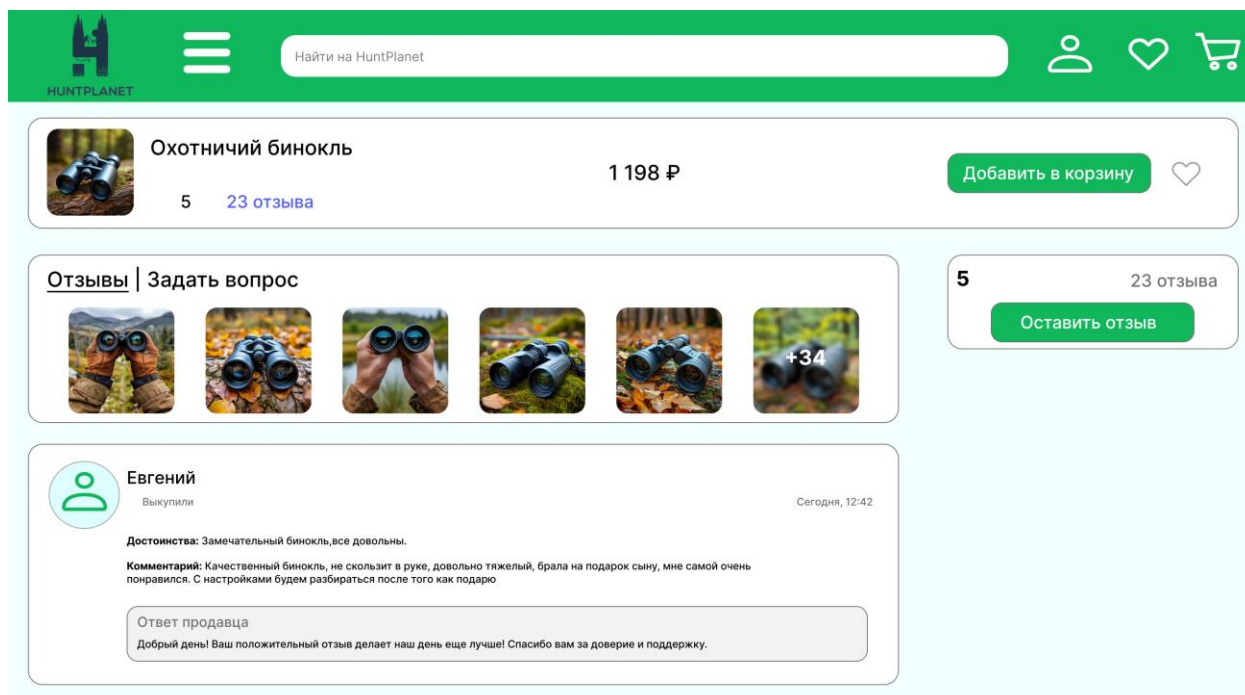 HUNTPLANET
Найти на HuntPlanet
Охотничий бинокль
5 23 отзыва
1 198 ₽
Добавить в корзину
Отзывы | Задать вопрос
+34
5 23 отзыва
Оставить отзыв
Евгений
Выкупили
Сегодня, 12:42
Достоинства: Замечательный бинокль,все довольны.
Комментарий: Качественный бинокль, не скользит в руке, довольно тяжелый, брала на подарок сыну, мне самой очень
понравился. С настройками будем разбираться после того как подарю
Ответ продавца
Добрый день! Ваш положительный отзыв делает наш день еще лучше! Спасибо вам за доверие и поддержку.